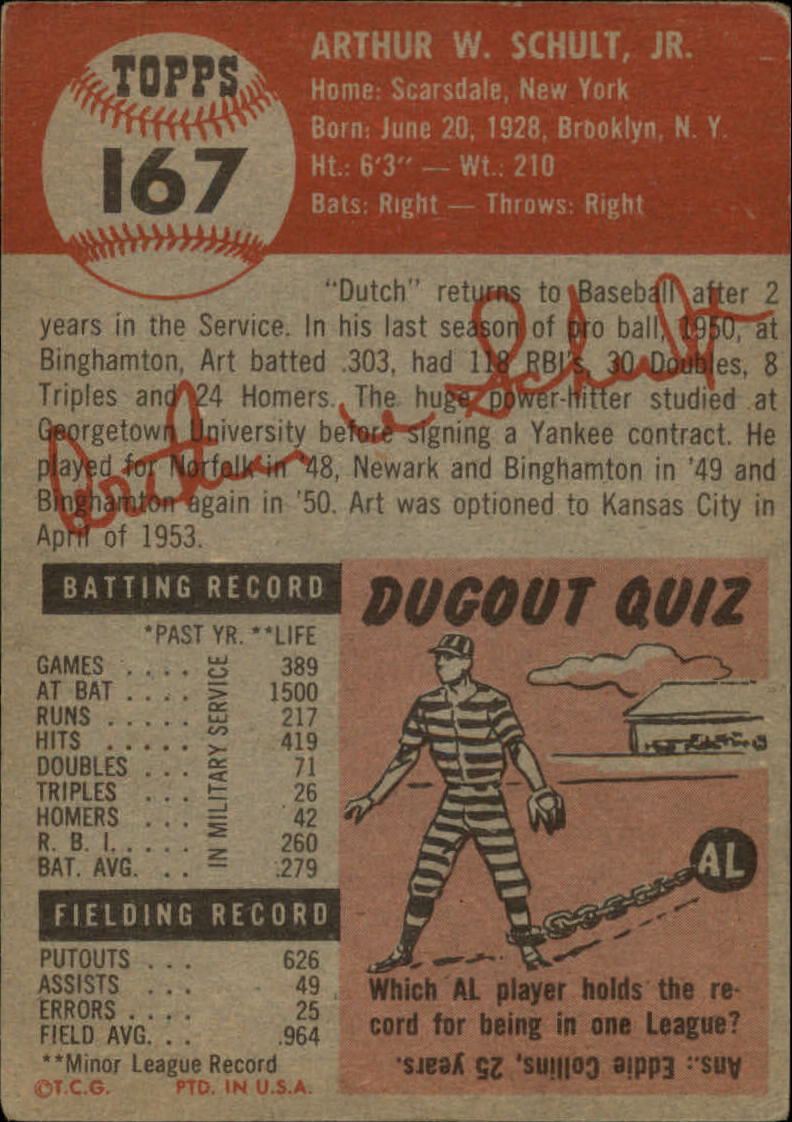 TOPPS
167
ARTHUR W. SCHULT, JR.
Home: Scarsdale, New York
Born: June 20, 1928, Brooklyn, N. Y.
Ht.: 6'3" — Wt.: 210
Bats: Right — Throws: Right
"Dutch" returns to Baseball after 2
years in the Service. In his last season of pro ball, 1950, at
Binghamton, Art batted .303, had 118 RBI's, 30 Doubles, 8
Triples and 24 Homers. The huge power-hitter studied at
Georgetown University before signing a Yankee contract. He
played for Norfolk in '48, Newark and Binghamton in '49 and
Binghamton again in '50. Art was optioned to Kansas City in
April of 1953.
Arthur W Schult
BATTING RECORD
*PAST YR. **LIFE
GAMES . . . . 389
AT BAT . . . . 1500
RUNS . . . . . 217
HITS . . . . . 419
DOUBLES . . . 71
TRIPLES . . . 26
HOMERS . . . 42
R. B. I. . . . . 260
BAT. AVG. . . .279
IN MILITARY SERVICE
FIELDING RECORD
PUTOUTS . . . 626
ASSISTS . . . 49
ERRORS . . . . 25
FIELD AVG. . . .964
**Minor League Record
©T.C.G. PTD. IN U.S.A.
DUGOUT QUIZ
AL
Which AL player holds the re-
cord for being in one League?
Ans.: Eddie Collins, 25 years.